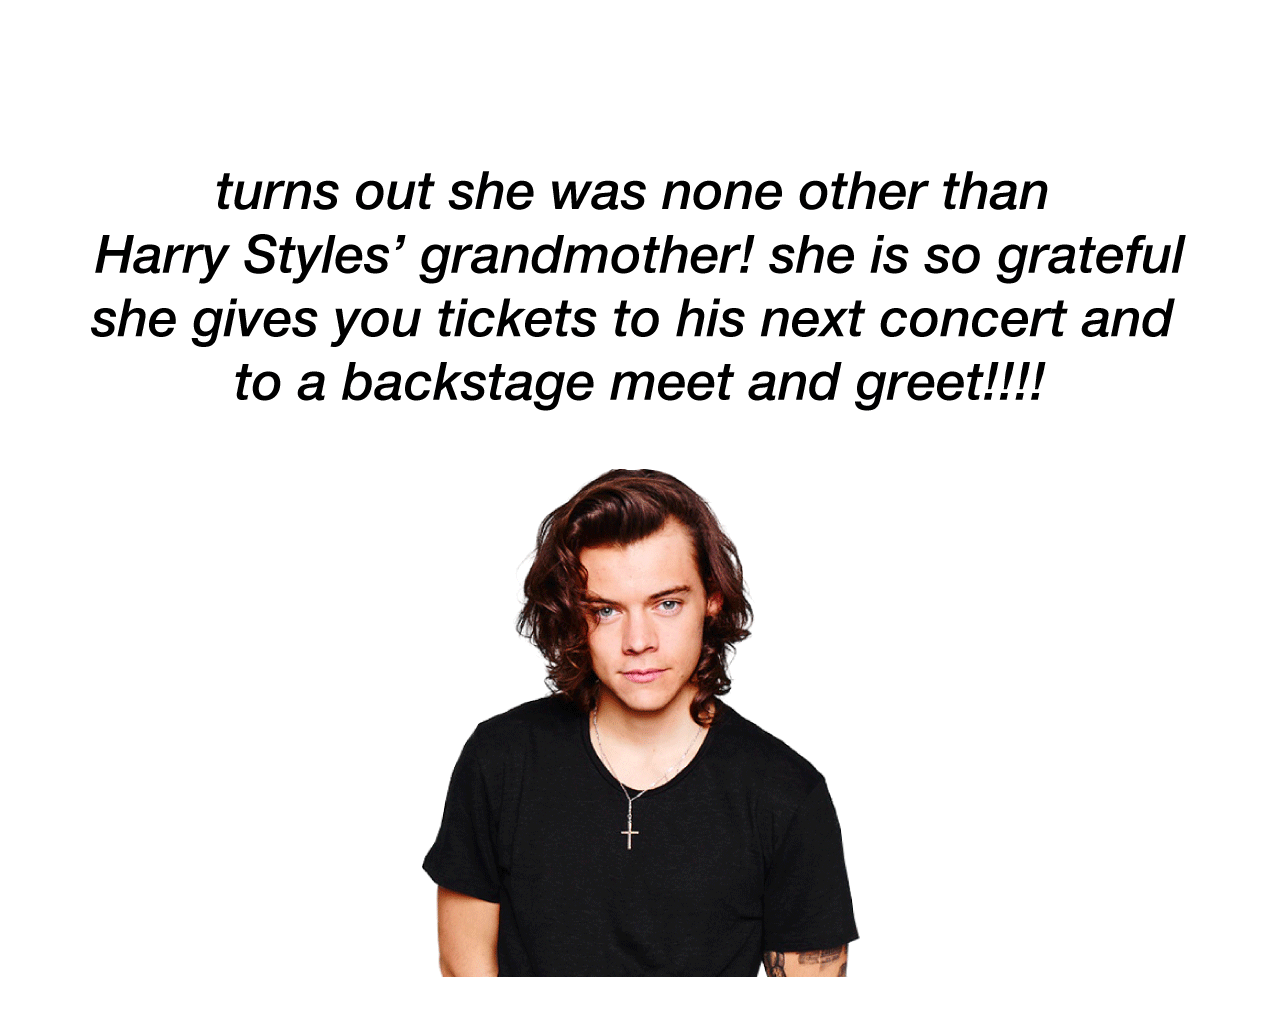 turns out she was none other than
Harry Styles’ grandmother! she is so grateful
she gives you tickets to his next concert and
to a backstage meet and greet!!!!